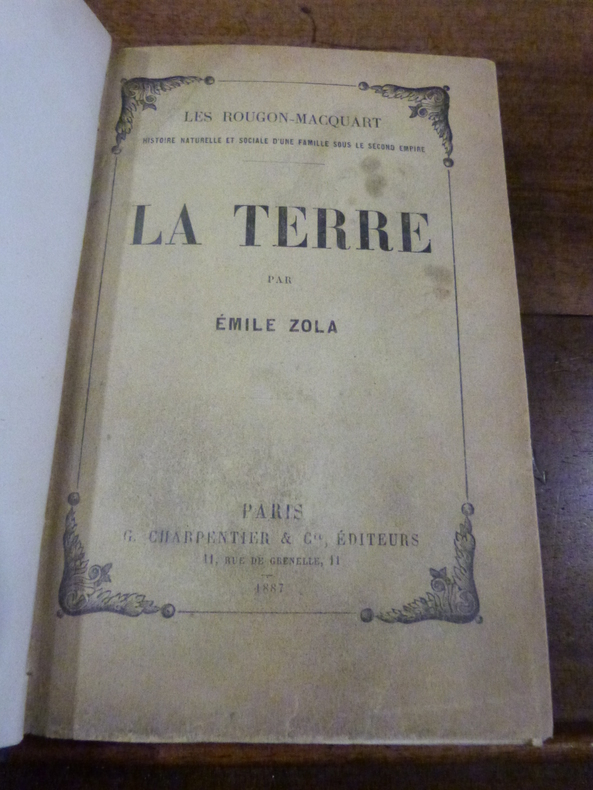 LES ROUGON-MACQUART
HISTOIRE NATURELLE ET SOCIALE D'UNE FAMILLE SOUS LE SECOND EMPIRE
LA TERRE
PAR
ÉMILE ZOLA
PARIS
G. CHARPENTIER & Cie, ÉDITEURS
11, RUE DE GRENELLE, 11
1887